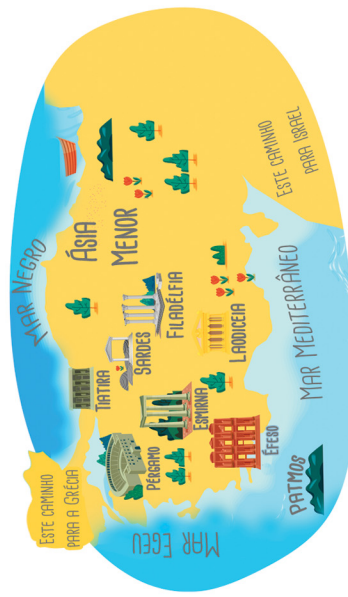 MAR NEGRO
ÁSIA
MENOR
ESTE CAMINHO
PARA A GRÉCIA
TIATIRA
SARDES
FILADÉLFIA
PÉRGAMO
ESMIRNA
LAODICEIA
ÉFESO
MAR EGEU
PATMOS
MAR MEDITERRÂNEO
ESTE CAMINHO
PARA ISRAEL